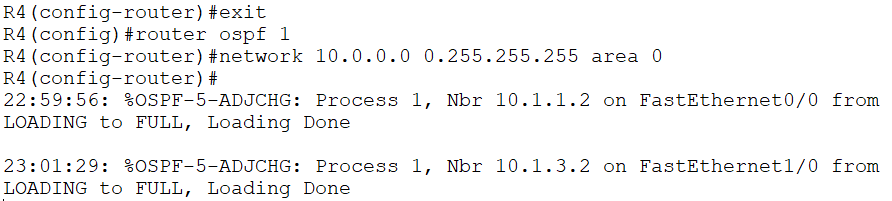 R4(config-router)#exit
R4(config)#router ospf 1
R4(config-router)#network 10.0.0.0 0.255.255.255 area 0
R4(config-router)#
22:59:56: %OSPF-5-ADJCHG: Process 1, Nbr 10.1.1.2 on FastEthernet0/0 from
LOADING to FULL, Loading Done
23:01:29: %OSPF-5-ADJCHG: Process 1, Nbr 10.1.3.2 on FastEthernet1/0 from
LOADING to FULL, Loading Done